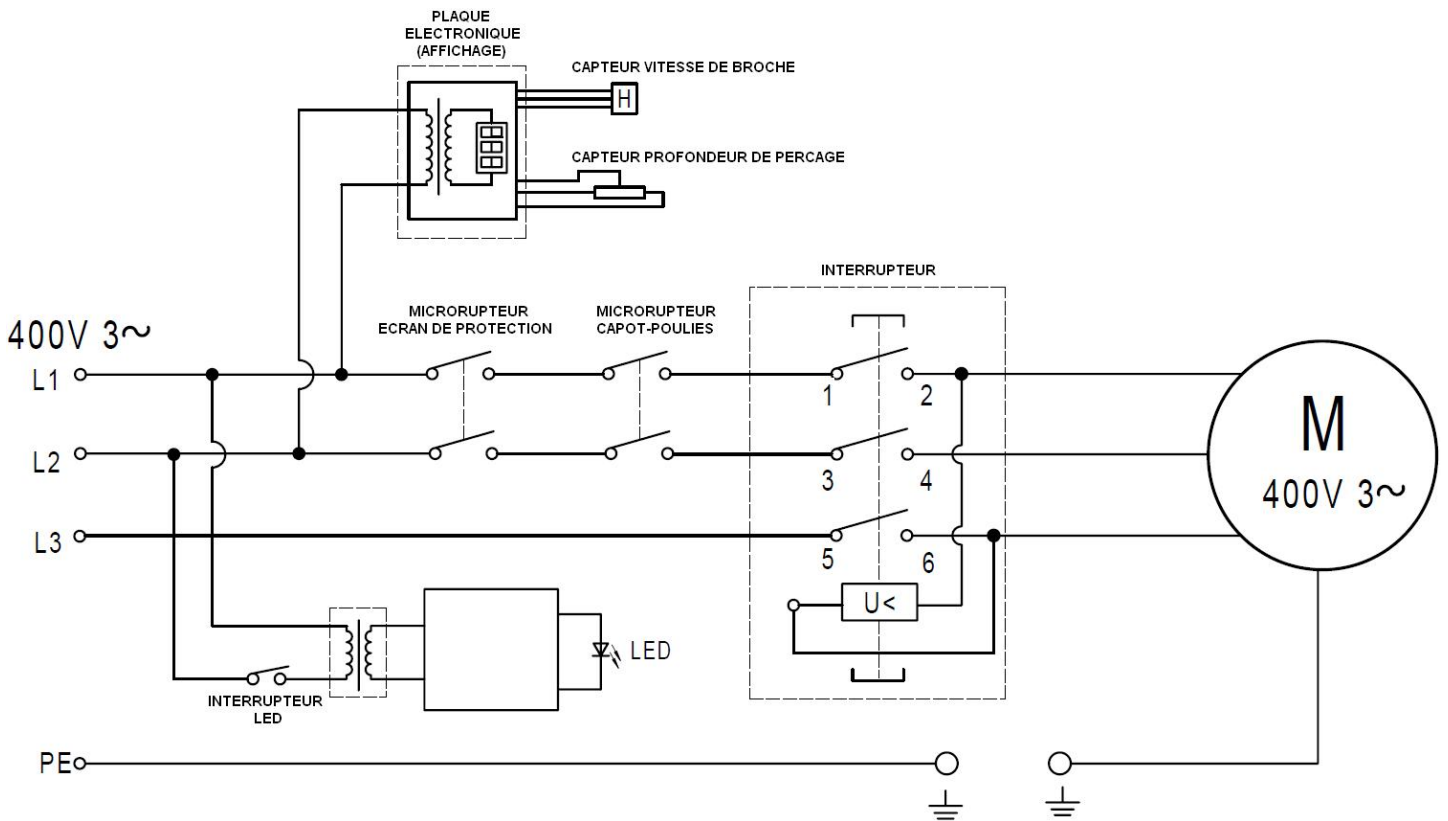 PLAQUE
ELECTRONIQUE
(AFFICHAGE)
CAPTEUR VITESSE DE BROCHE
H
CAPTEUR PROFONDEUR DE PERCAGE
INTERRUPTEUR
MICRORUPTEUR
ECRAN DE PROTECTION
MICRORUPTEUR
CAPOT-POULIES
400V 3~
L1
1
2
M
400V 3~
L2
3
4
L3
5
6
U<
LED
INTERRUPTEUR
LED
PE